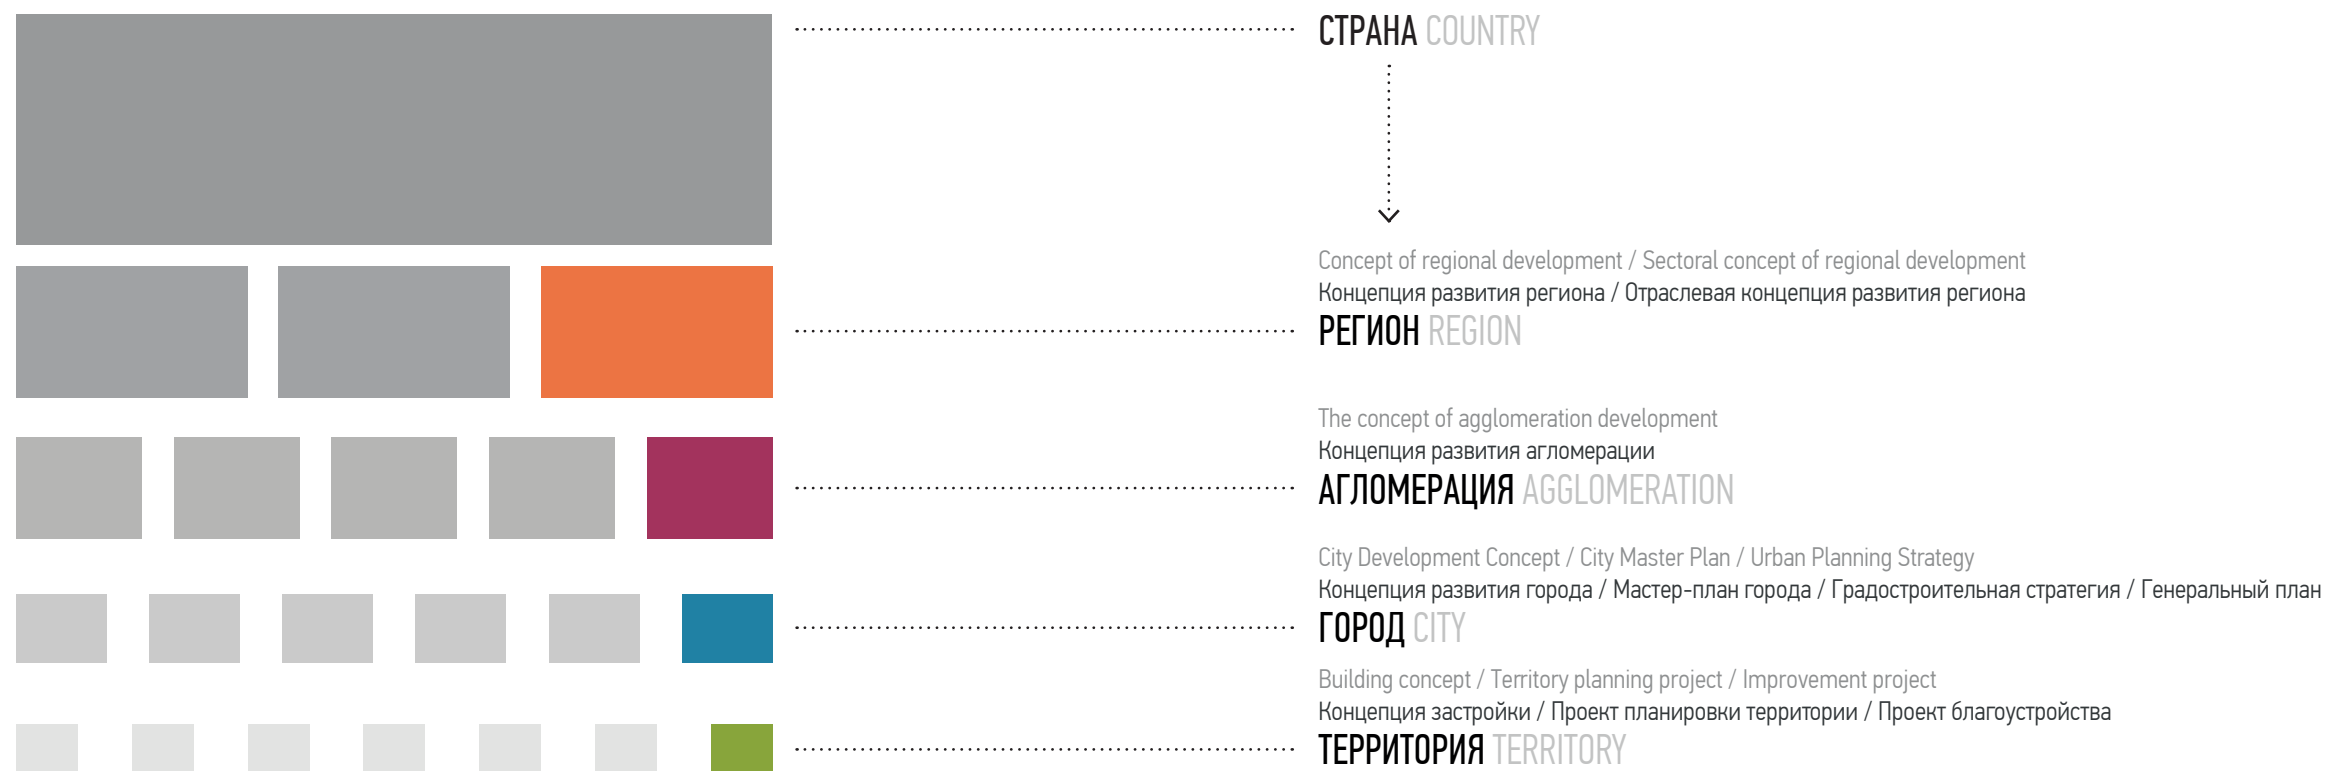 СТРАНА COUNTRY
Concept of regional development / Sectoral concept of regional development
Концепция развития региона / Отраслевая концепция развития региона
РЕГИОН REGION
The concept of agglomeration development
Концепция развития агломерации
АГЛОМЕРАЦИЯ AGGLOMERATION
City Development Concept / City Master Plan / Urban Planning Strategy
Концепция развития города / Мастер-план города / Градостроительная стратегия / Генеральный план
ГОРОД CITY
Building concept / Territory planning project / Improvement project
Концепция застройки / Проект планировки территории / Проект благоустройства
ТЕРРИТОРИЯ TERRITORY